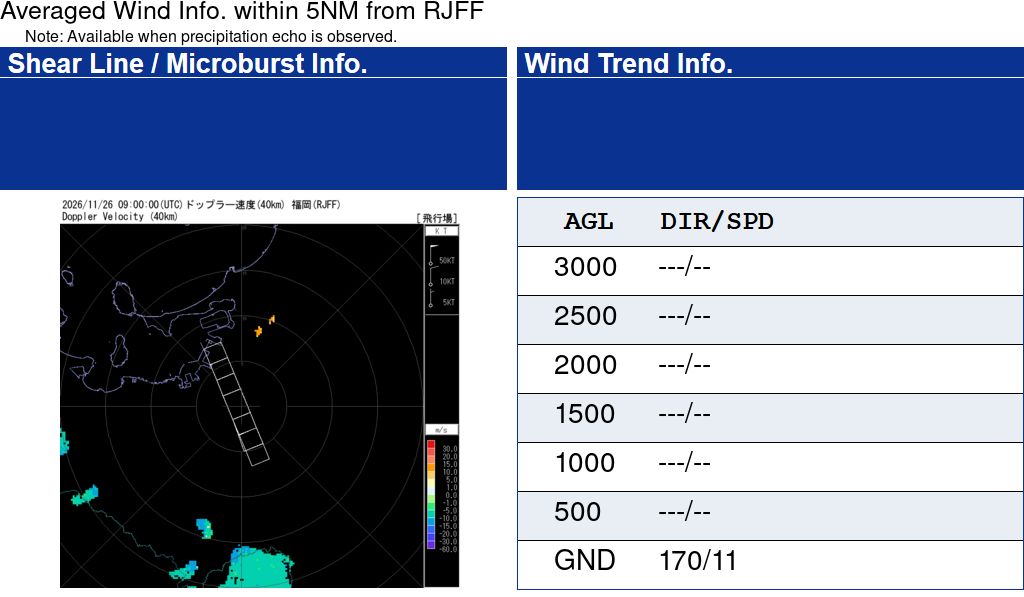 Averaged Wind Info. within 5NM from RJFF
Note: Available when precipitation echo is observed.
Shear Line / Microburst Info.
Wind Trend Info.
2026/11/26 09:00:00(UTC) ドップラー速度(40km) 福岡(RJFF)
Doppler Velocity (40km)
[飛行場]
KT
50KT
10KT
5KT
m/s
30.0
20.0
15.0
10.0
5.0
1.0
0.0
-1.0
-5.0
-10.0
-15.0
-20.0
-30.0
-60.0
AGL DIR/SPD
3000 ---/--
2500 ---/--
2000 ---/--
1500 ---/--
1000 ---/--
500 ---/--
GND 170/11